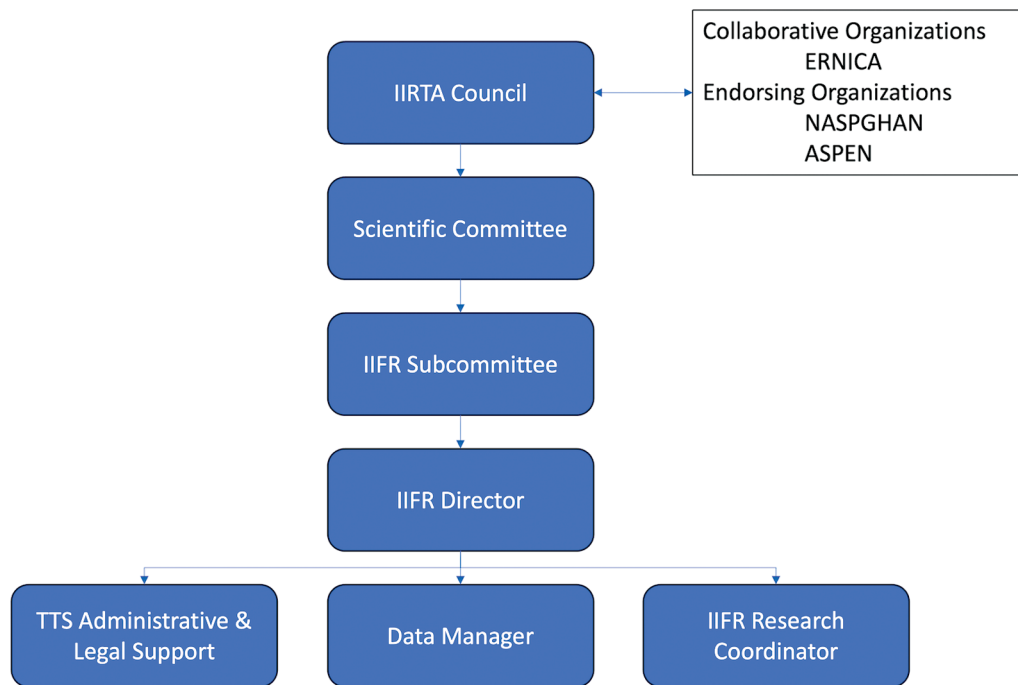 IIRTA Council
Collaborative Organizations
ERNICA
Endorsing Organizations
NASPGHAN
ASPEN
Scientific Committee
IIFR Subcommittee
IIFR Director
TTS Administrative &
Legal Support
Data Manager
IIFR Research
Coordinator